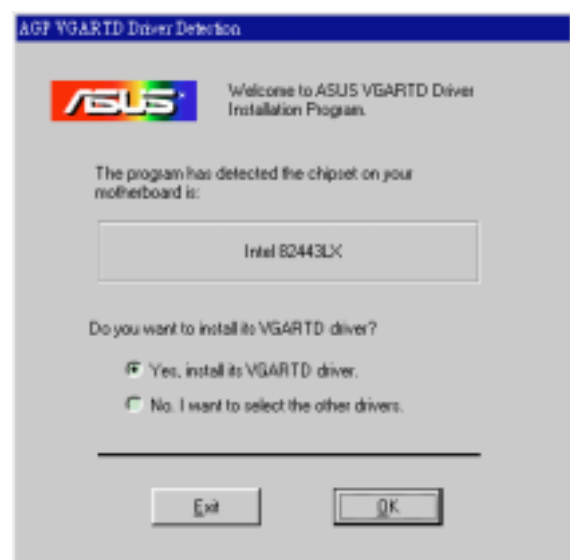 AGP VGARTD Driver Detection
ASUS
Welcome to ASUS VGARTD Driver
Installation Program.
The program has detected the chipset on your
motherboard is:
Intel 82443LX
Do you want to install its VGARTD driver?
Yes, install its VGARTD driver.
No. I want to select the other drivers.
Exit
OK